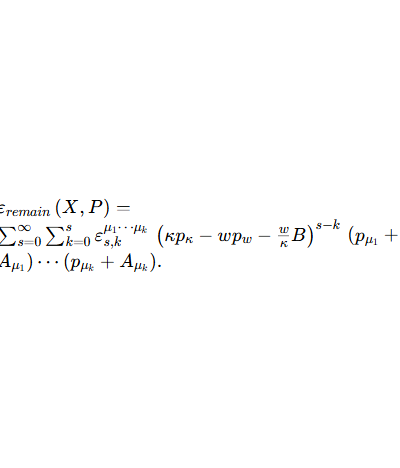 ε_{remain} (X, P) =
∑_{s=0}^{∞} ∑_{k=0}^{s} ε_{s,k}^{μ_1⋯μ_k} (κp_κ − wp_w − \frac{w}{κ}B)^{s−k} (p_{μ_1} +
A_{μ_1}) ⋯ (p_{μ_k} + A_{μ_k}).